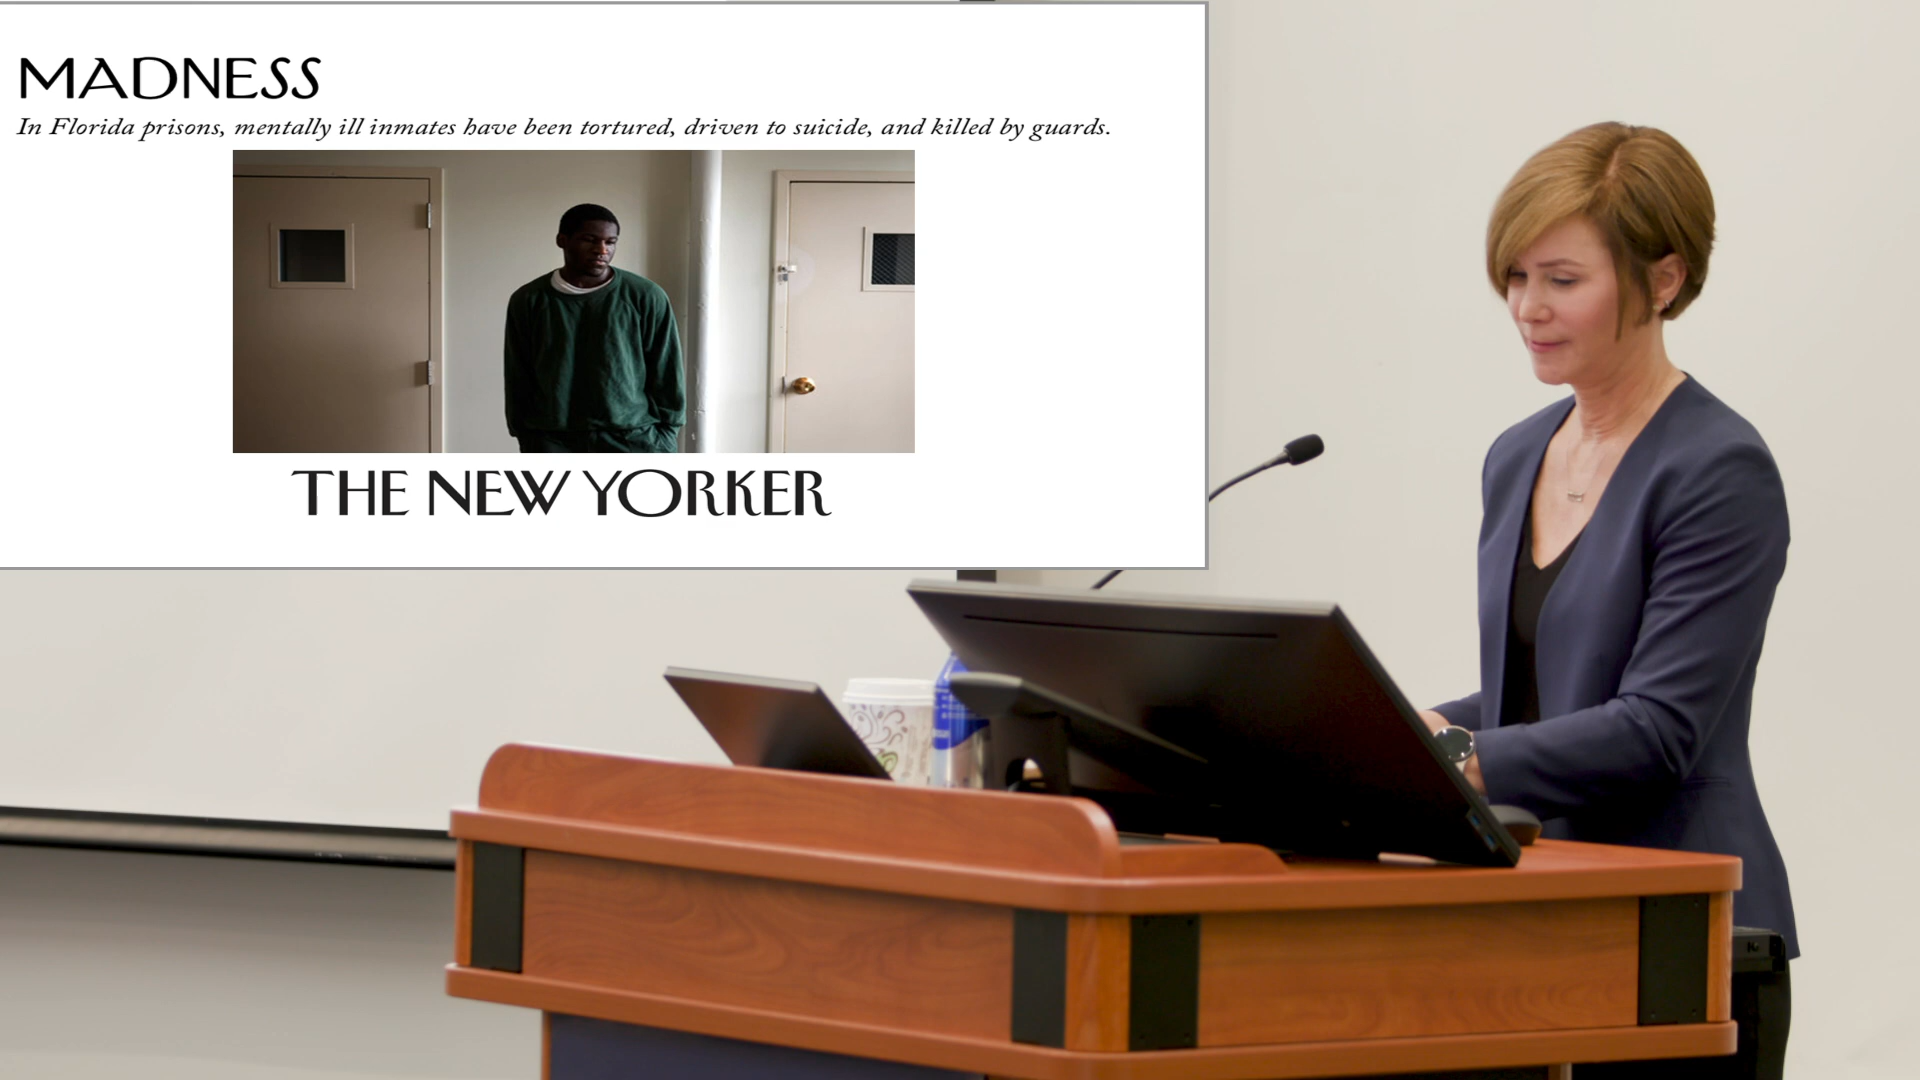 MADNESS
In Florida prisons, mentally ill inmates have been tortured, driven to suicide, and killed by guards.
THE NEW YORKER